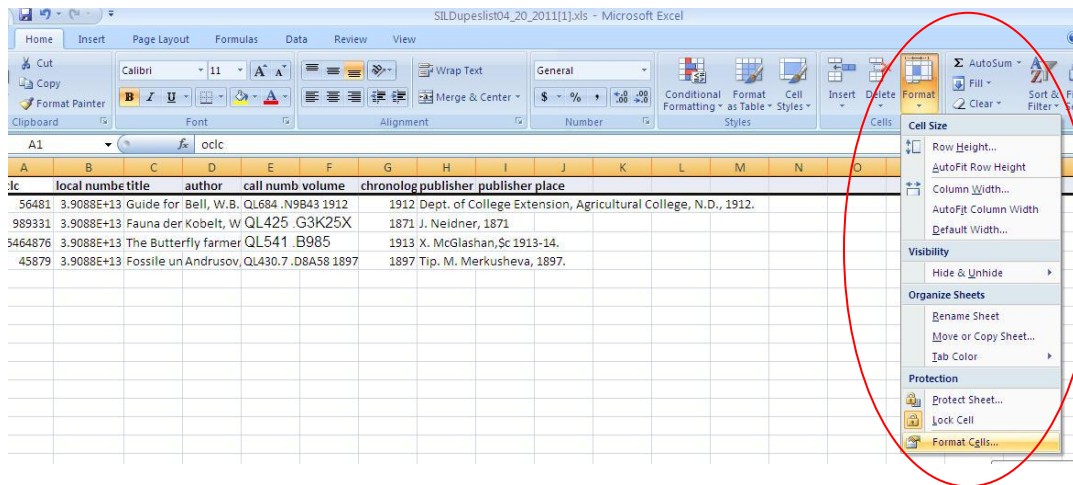 SILDupeslist04_20_2011[1].xls - Microsoft Excel
Home Insert Page Layout Formulas Data Review View
Cut
Copy
Format Painter
Clipboard
Calibri 11 A A
B I U A
Font
Wrap Text
Merge & Center
Alignment
General
$ % , .0 .00 .00 .0
Number
Conditional Formatting
Format as Table
Cell Styles
Styles
Insert Delete Format
Cells
Σ AutoSum
Fill
Clear
Sort &
Filter
A1 fx oclc
A B C D E F G H I J K L M N O
lc local numbe title author call numb volume chronolog publisher publisher place
56481 3.9088E+13 Guide for Bell, W.B. QL684 .N9B43 1912 1912 Dept. of College Extension, Agricultural College, N.D., 1912.
989331 3.9088E+13 Fauna der Kobelt, W QL425 .G3K25X 1871 J. Neidner, 1871
5464876 3.9088E+13 The Butterfly farmer QL541 .B985 1913 X. McGlashan,$c 1913-14.
45879 3.9088E+13 Fossile un Andrusov, QL430.7 .D8A58 1897 1897 Tip. M. Merkusheva, 1897.
Cell Size
Row Height...
AutoFit Row Height
Column Width...
AutoFit Column Width
Default Width...
Visibility
Hide & Unhide
Organize Sheets
Rename Sheet
Move or Copy Sheet...
Tab Color
Protection
Protect Sheet...
Lock Cell
Format Cells...